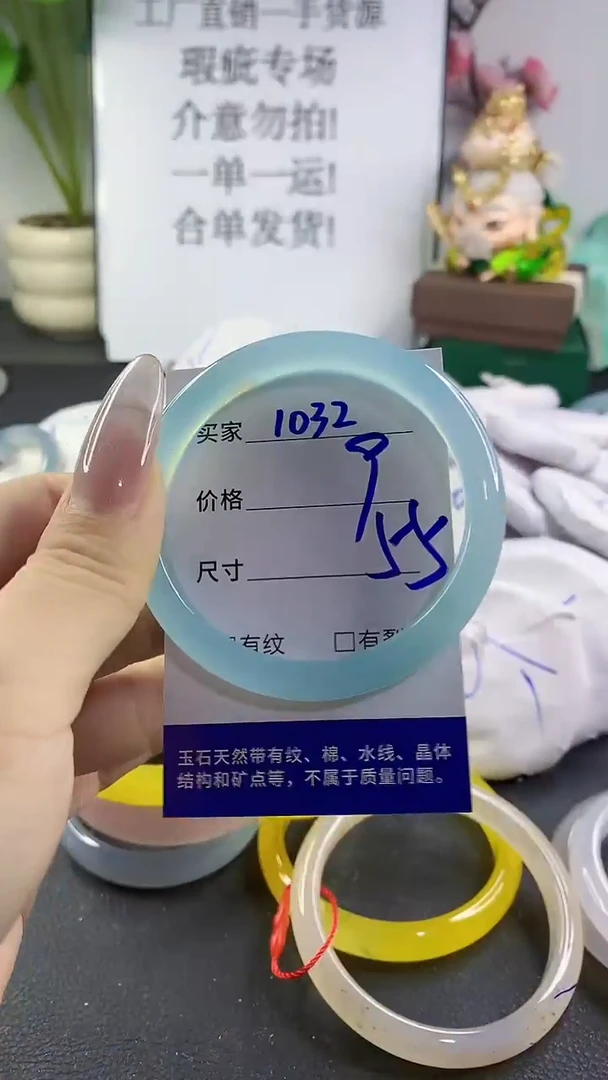 工厂直销一手货源
瑕疵专场
介意勿拍!
一单一运!
合单发货!
买家 1032
价格
尺寸 55
有纹 □有裂
玉石天然带有纹、棉、水线、晶体
结构和矿点等，不属于质量问题。